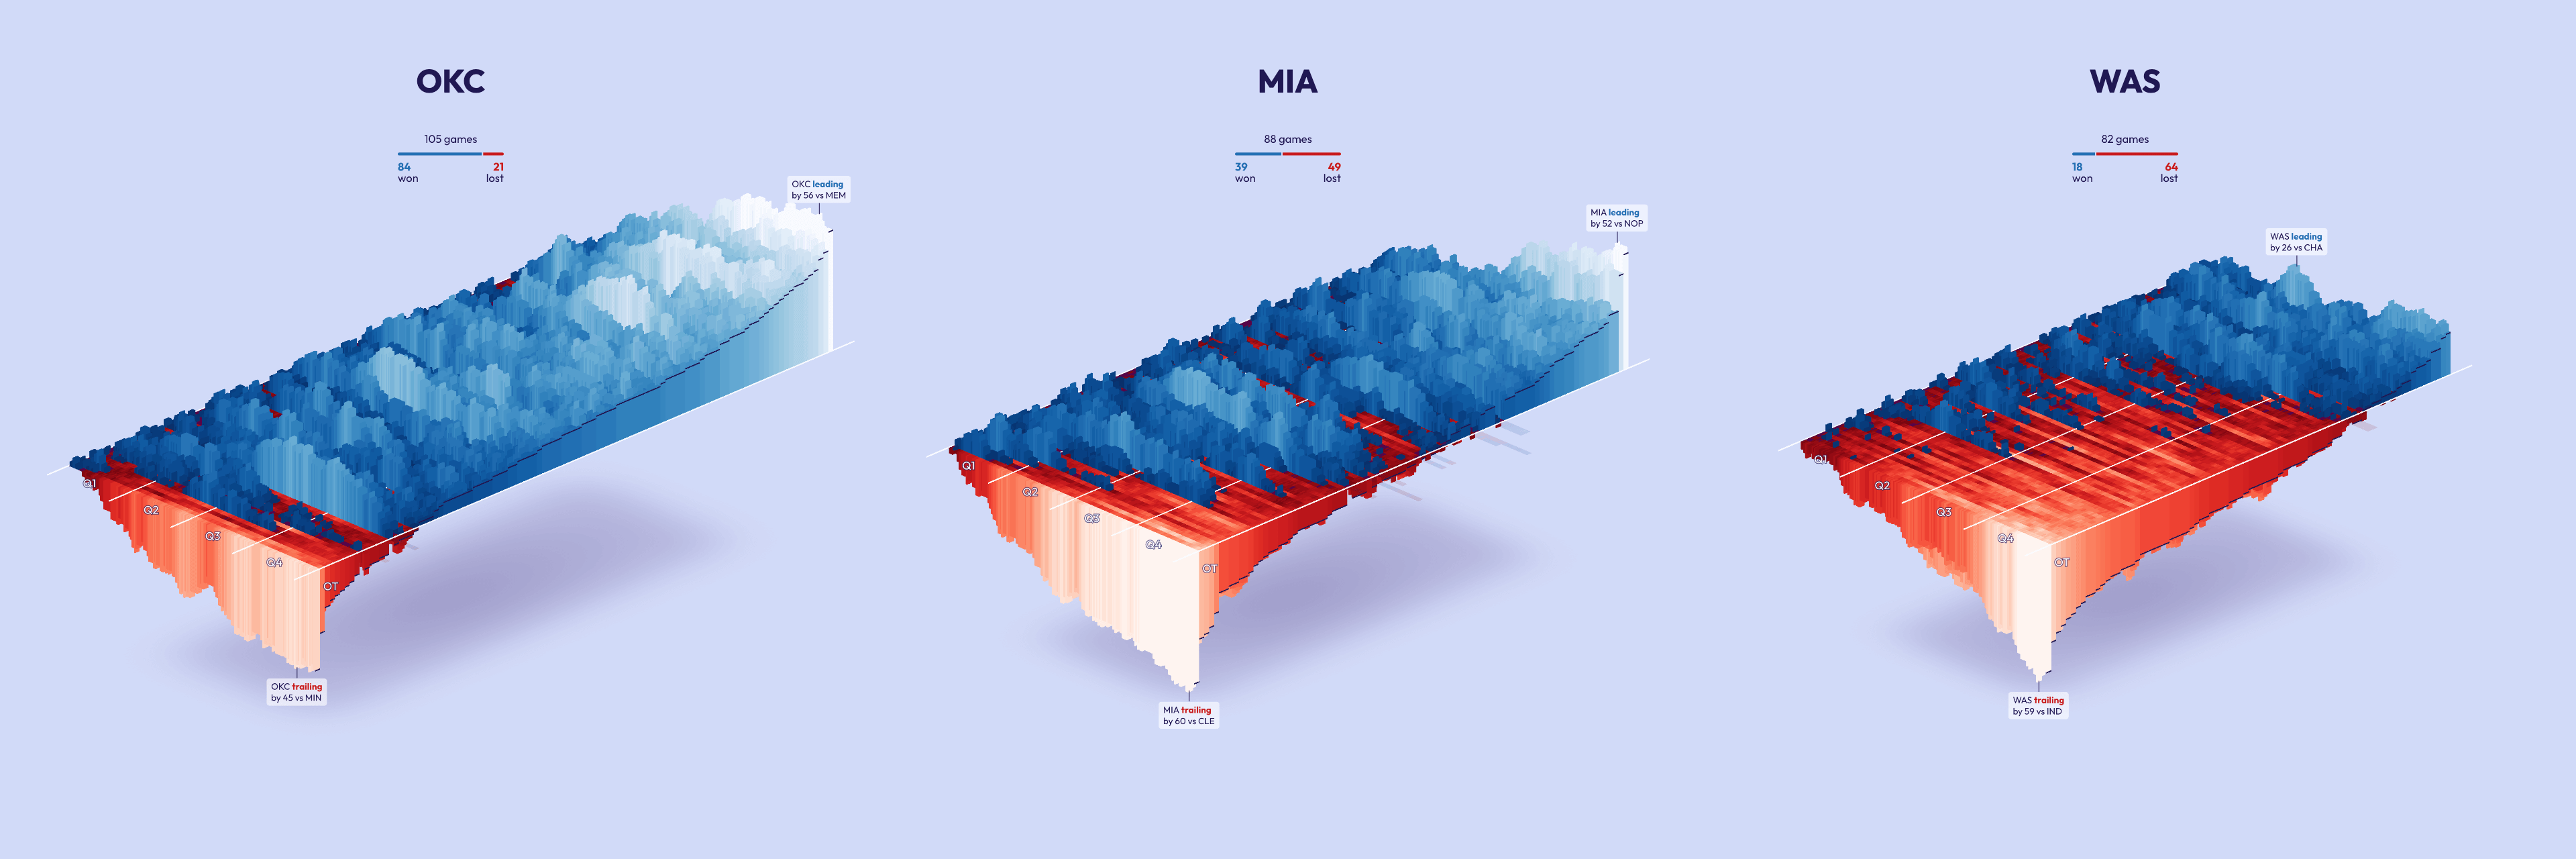 OKC
105 games
84
21
won
lost
OKC leading
by 56 vs MEM
Q1
Q2
Q3
Q4
OT
OKC trailing
by 45 vs MIN
MIA
88 games
39
49
won
lost
MIA leading
by 52 vs NOP
Q1
Q2
Q3
Q4
OT
MIA trailing
by 60 vs CLE
WAS
82 games
18
64
won
lost
WAS leading
by 26 vs CHA
Q1
Q2
Q3
Q4
OT
WAS trailing
by 59 vs IND